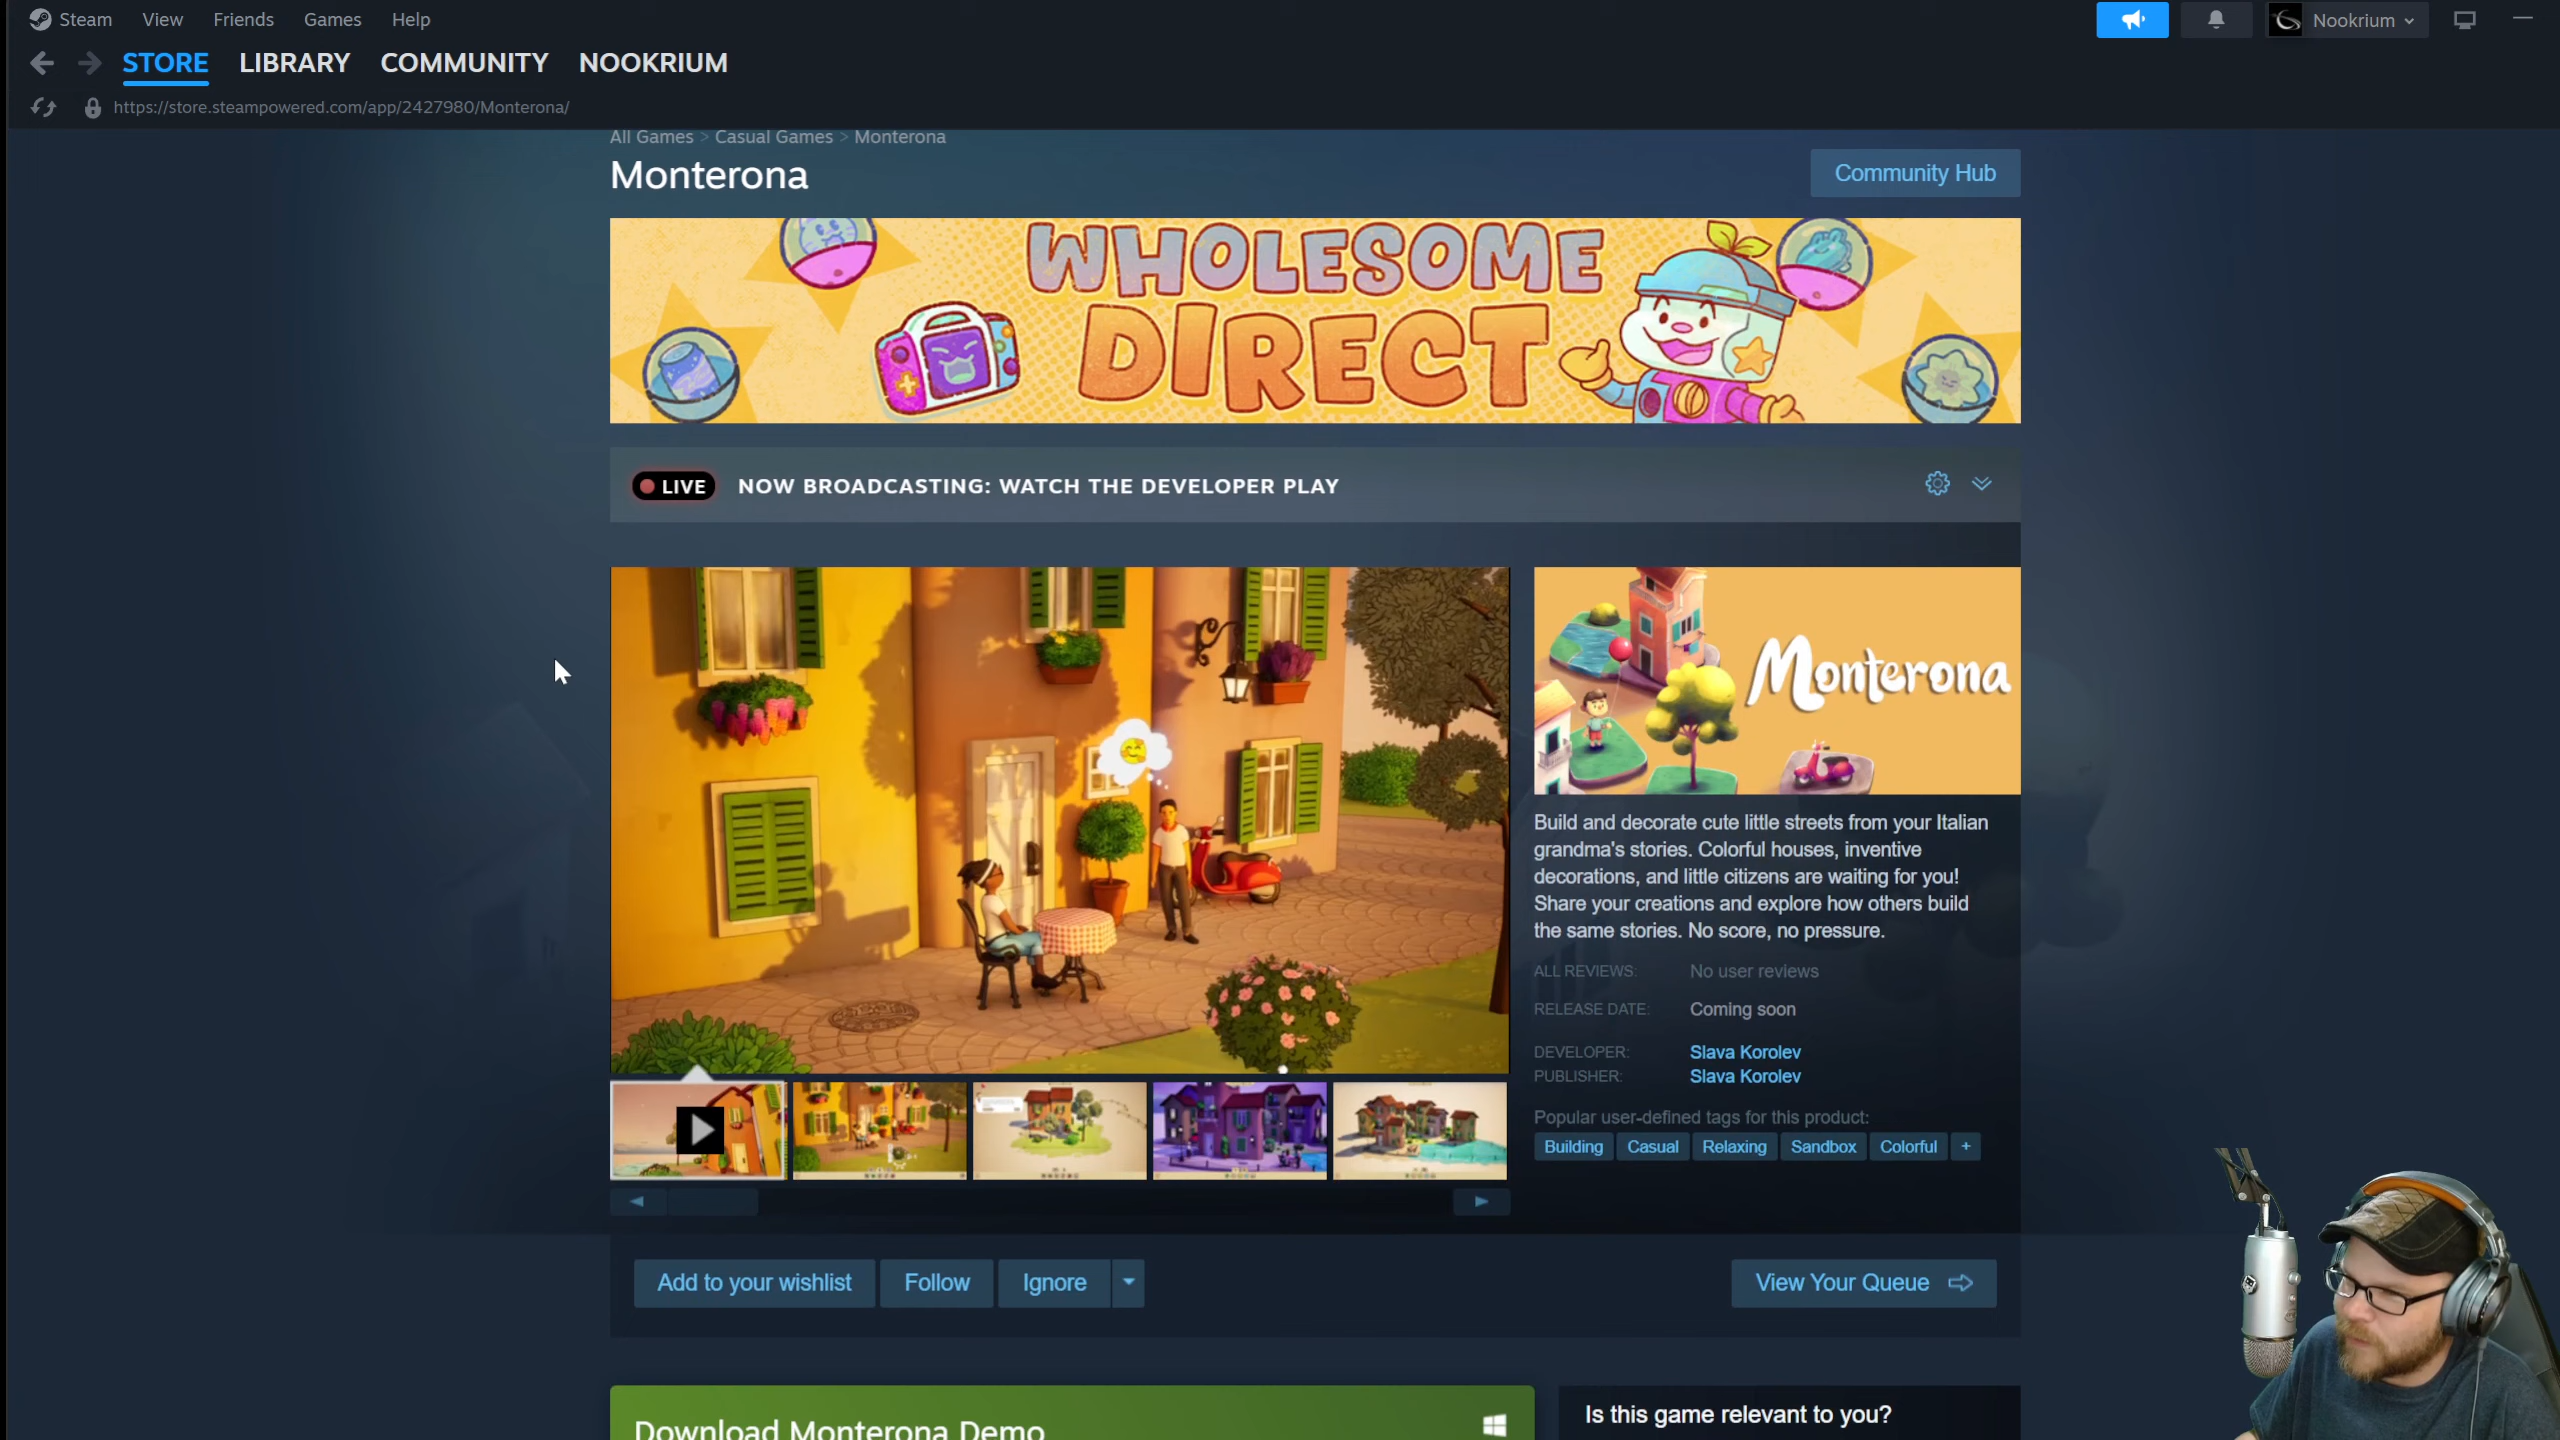 Steam View Friends Games Help
Nookrium
STORE LIBRARY COMMUNITY NOOKRIUM
https://store.steampowered.com/app/2427980/Monterona/
All Games > Casual Games > Monterona
Monterona
Community Hub
WHOLESOME
DIRECT
LIVE NOW BROADCASTING: WATCH THE DEVELOPER PLAY
Monterona
Build and decorate cute little streets from your Italian
grandma's stories. Colorful houses, inventive
decorations, and little citizens are waiting for you!
Share your creations and explore how others build
the same stories. No score, no pressure.
ALL REVIEWS: No user reviews
RELEASE DATE: Coming soon
DEVELOPER: Slava Korolev
PUBLISHER: Slava Korolev
Popular user-defined tags for this product:
Building Casual Relaxing Sandbox Colorful +
Add to your wishlist Follow Ignore
View Your Queue
Download Monterona Demo
Is this game relevant to you?